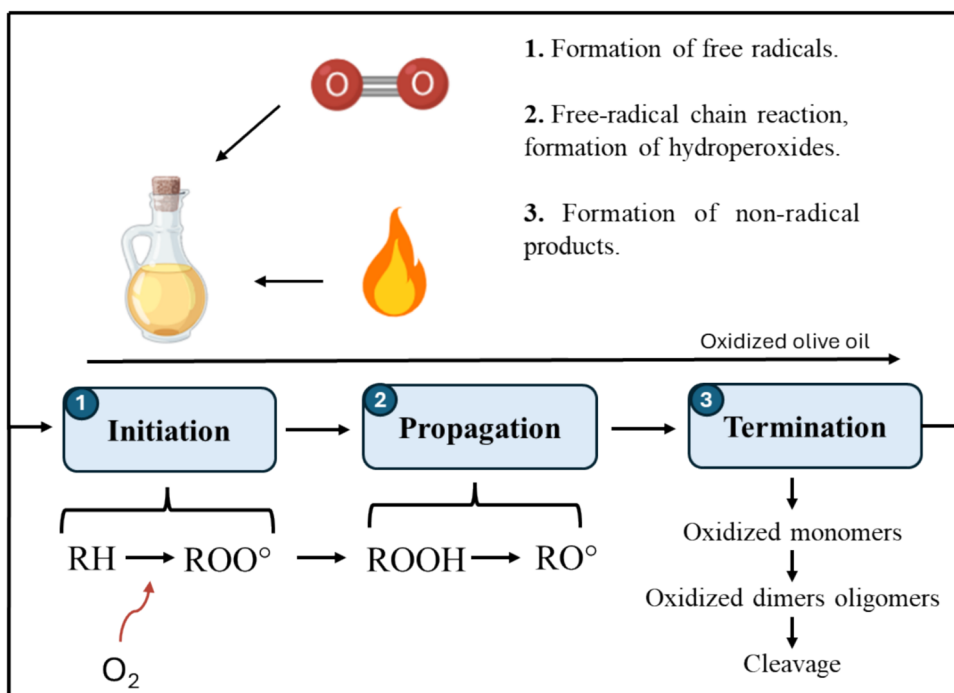 O O
1. Formation of free radicals.
2. Free-radical chain reaction,
formation of hydroperoxides.
3. Formation of non-radical
products.
Oxidized olive oil
1
Initiation
2
Propagation
3
Termination
RH ROO° ROOH RO°
O₂
Oxidized monomers
Oxidized dimers oligomers
Cleavage